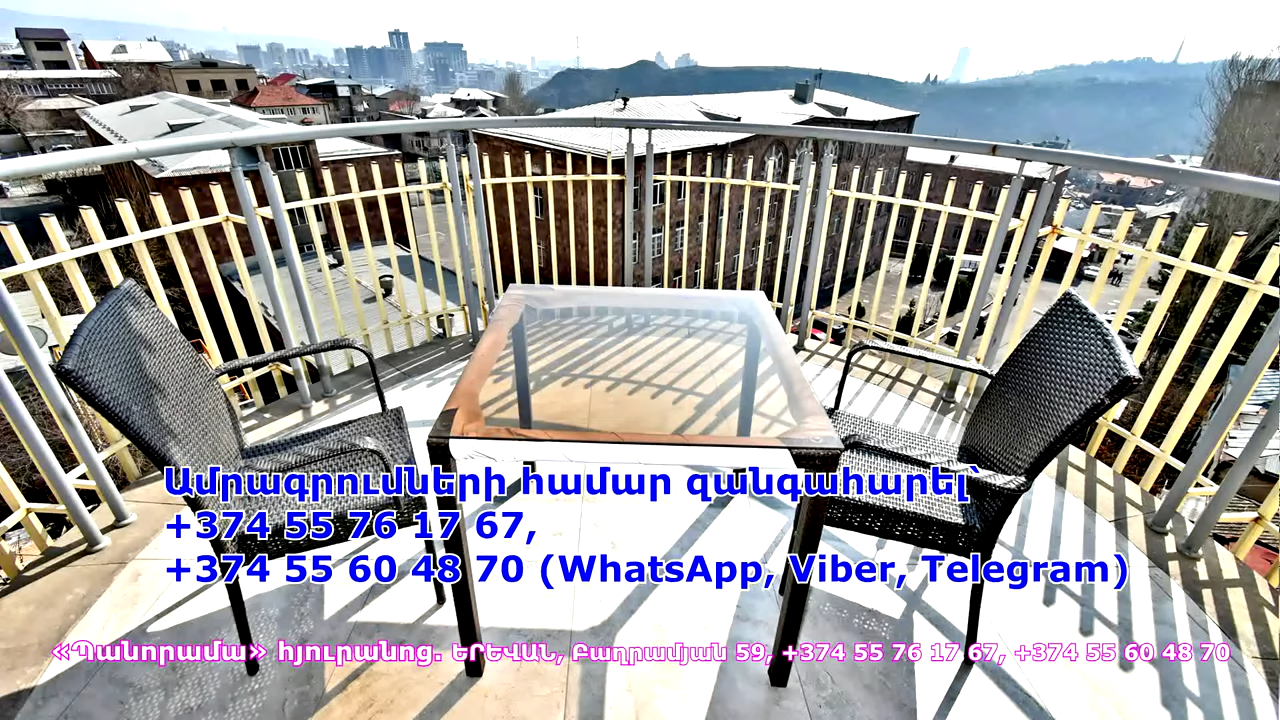 Ամրագրումների համար զանգահարել՝
+374 55 76 17 67,
+374 55 60 48 70 (WhatsApp, Viber, Telegram)
«Պանորամա» հյուրանոց. ԵՐԵՎԱՆ, Բաղրամյան 59, +374 55 76 17 67, +374 55 60 48 70